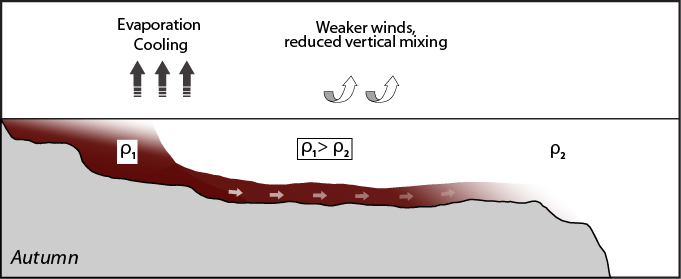 Evaporation
Cooling
Weaker winds,
reduced vertical mixing
ρ₁
ρ₁> ρ₂
ρ₂
Autumn